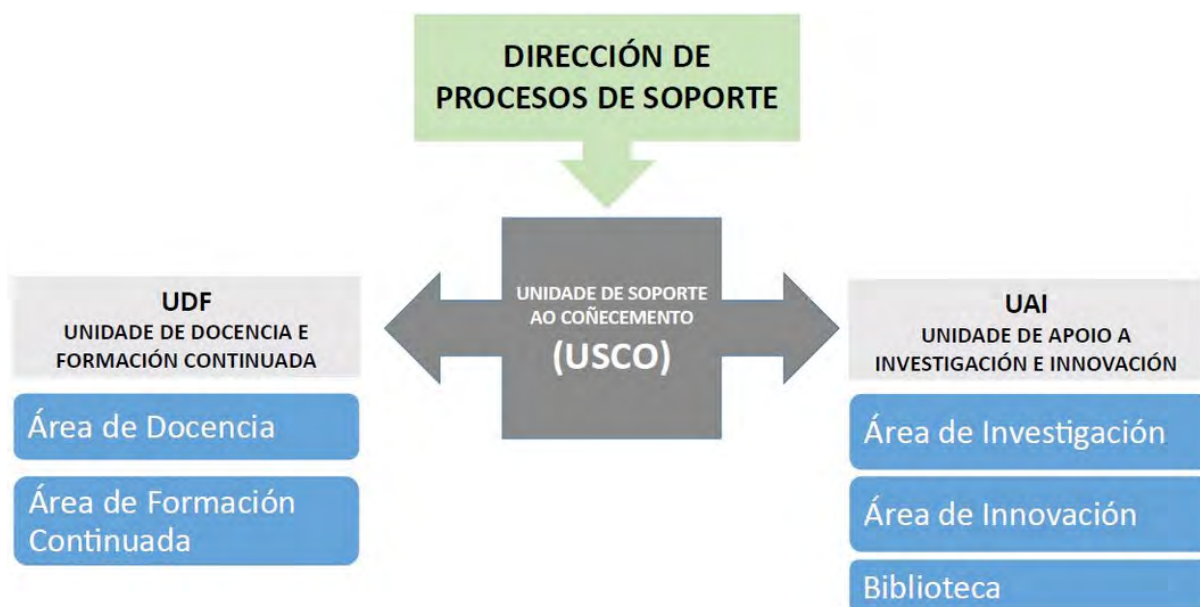 DIRECCIÓN DE
PROCESOS DE SOPORTE
UNIDADE DE SOPORTE
AO COÑECEMENTO
(USCO)
UDF
UNIDADE DE DOCENCIA E
FORMACIÓN CONTINUADA
Área de Docencia
Área de Formación
Continuada
UAI
UNIDADE DE APOIO A
INVESTIGACIÓN E INNOVACIÓN
Área de Investigación
Área de Innovación
Biblioteca